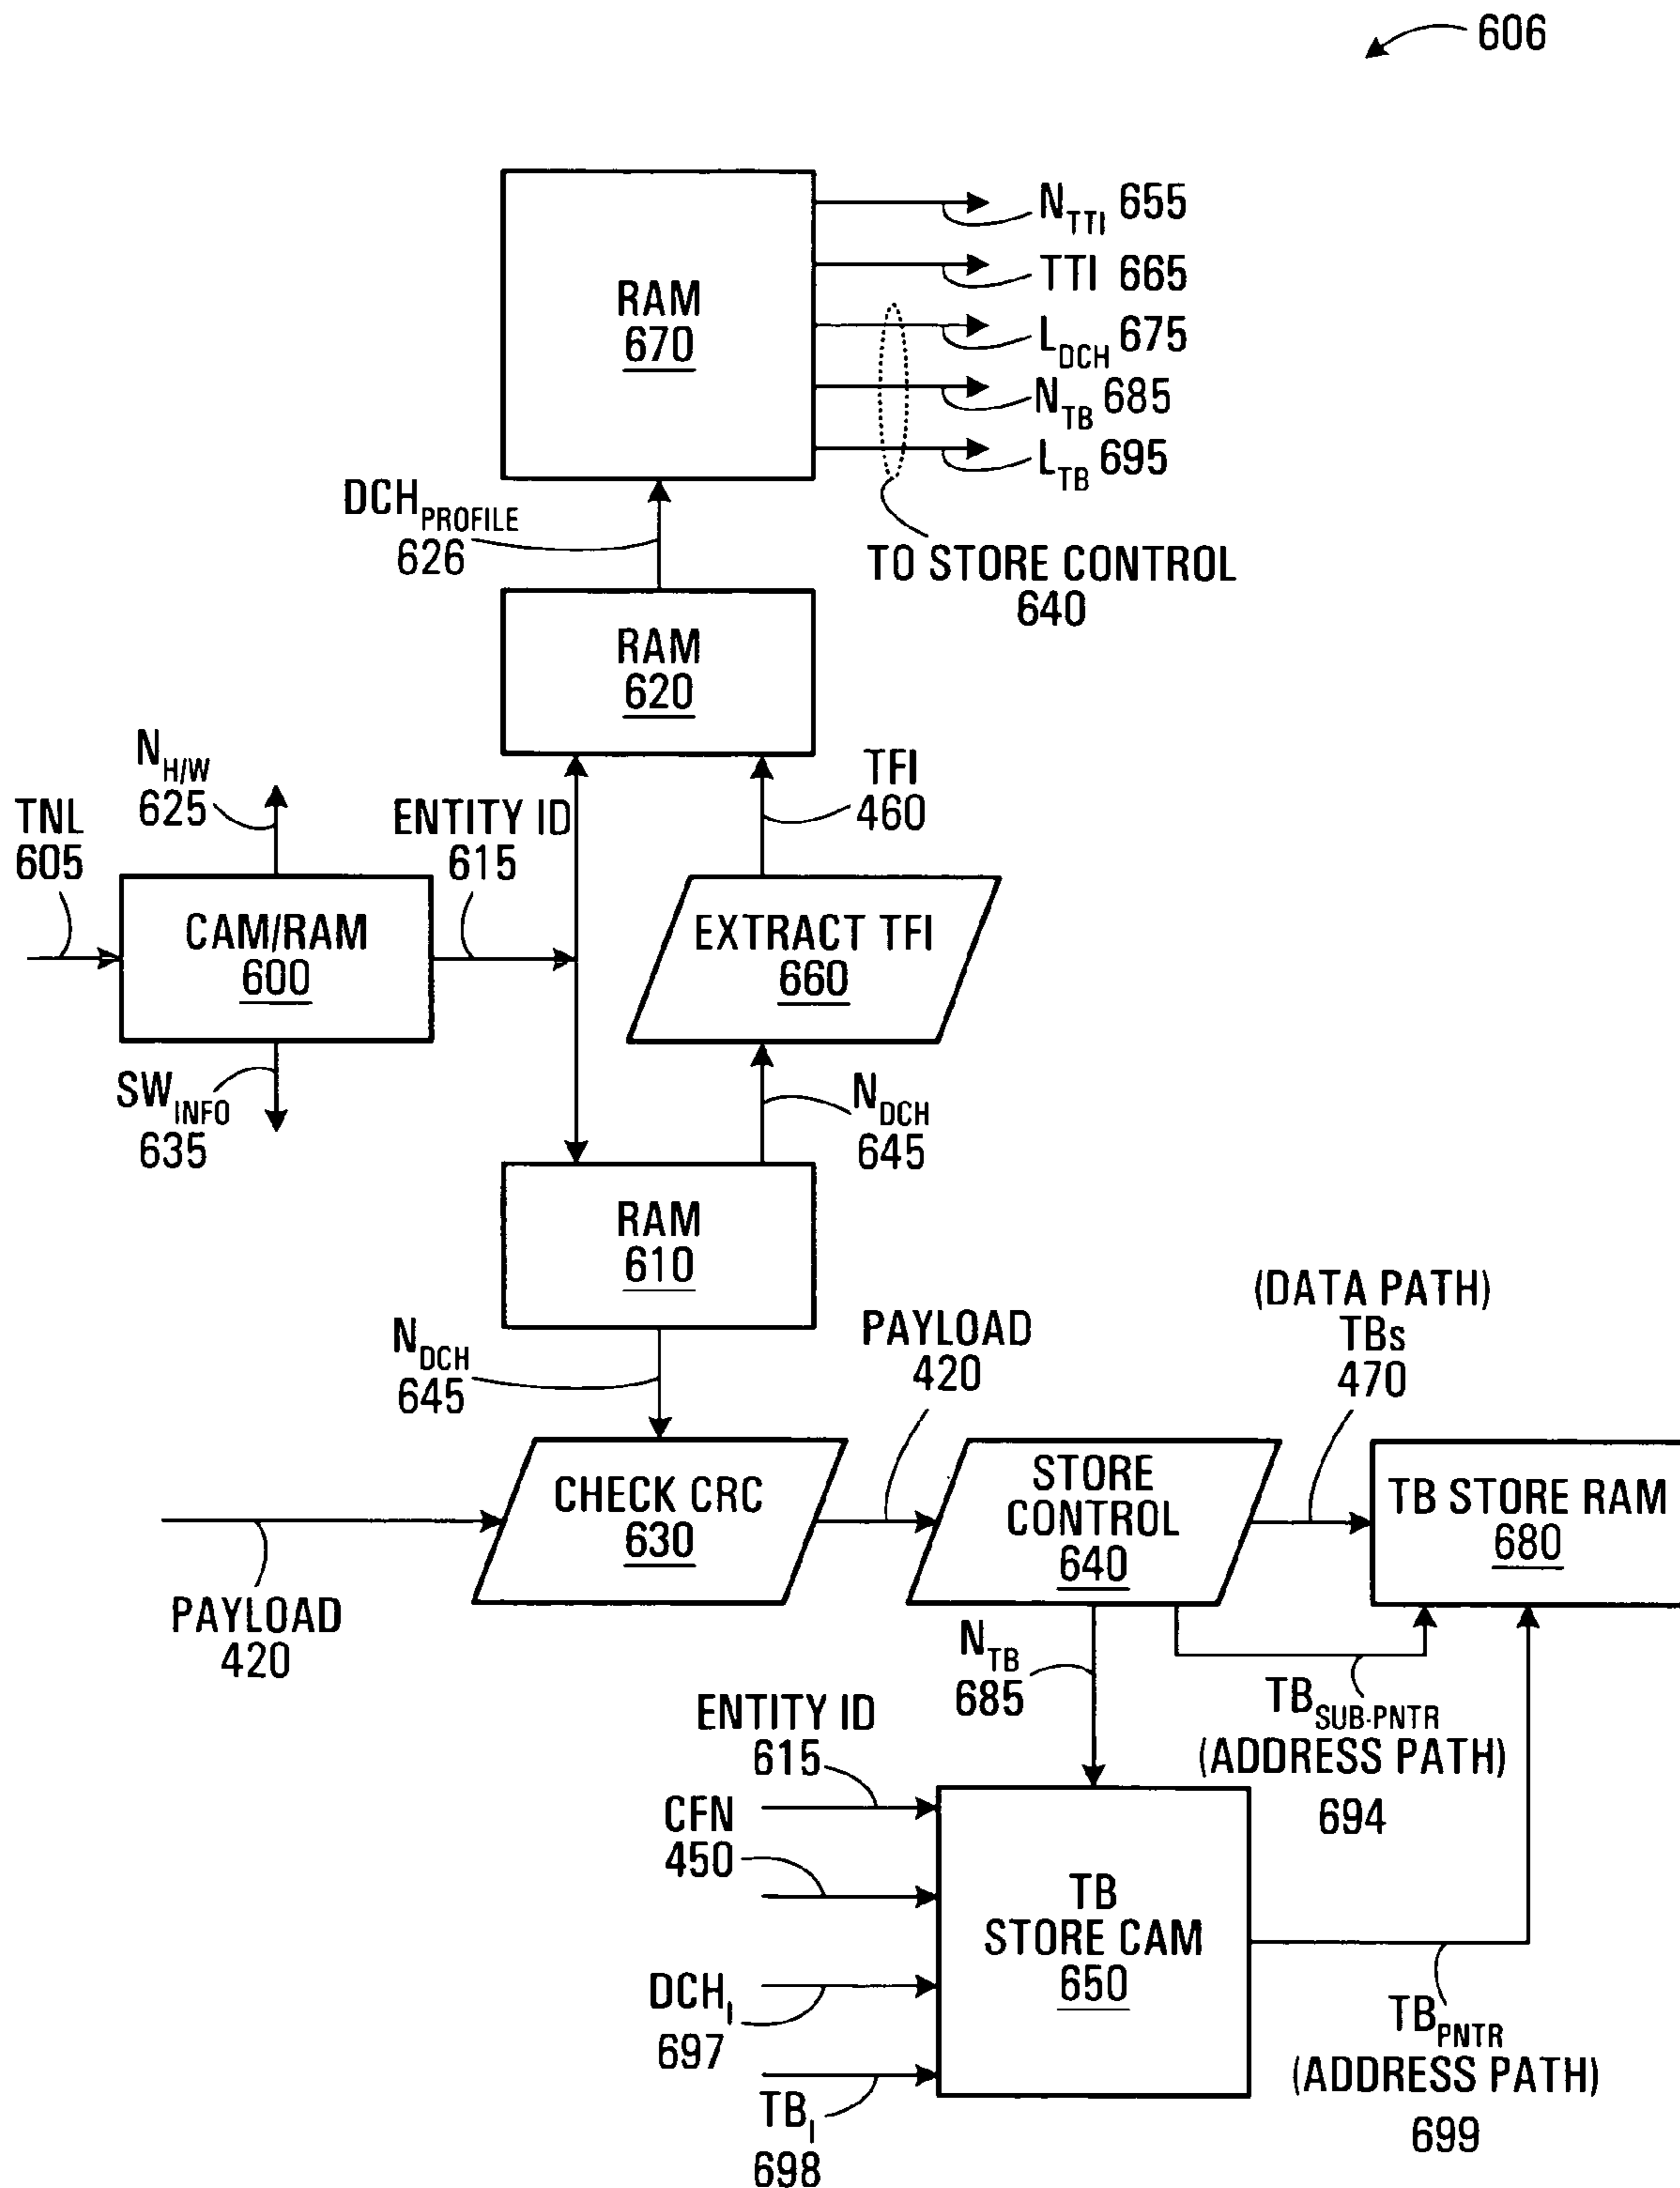 606
RAM
670
N_TTI 655
TTI 665
L_DCH 675
N_TB 685
L_TB 695
DCH_PROFILE
626
TO STORE CONTROL
640
RAM
620
N_H/W
625
TNL
605
ENTITY ID
615
TFI
460
CAM/RAM
600
EXTRACT TFI
660
SW_INFO
635
N_DCH
645
RAM
610
N_DCH
645
PAYLOAD
420
(DATA PATH)
TBs
470
CHECK CRC
630
STORE
CONTROL
640
TB STORE RAM
680
PAYLOAD
420
N_TB
685
TB_SUB-PNTR
(ADDRESS PATH)
694
ENTITY ID
615
CFN
450
TB
STORE CAM
650
DCH_I
697
TB_I
698
TB_PNTR
(ADDRESS PATH)
699